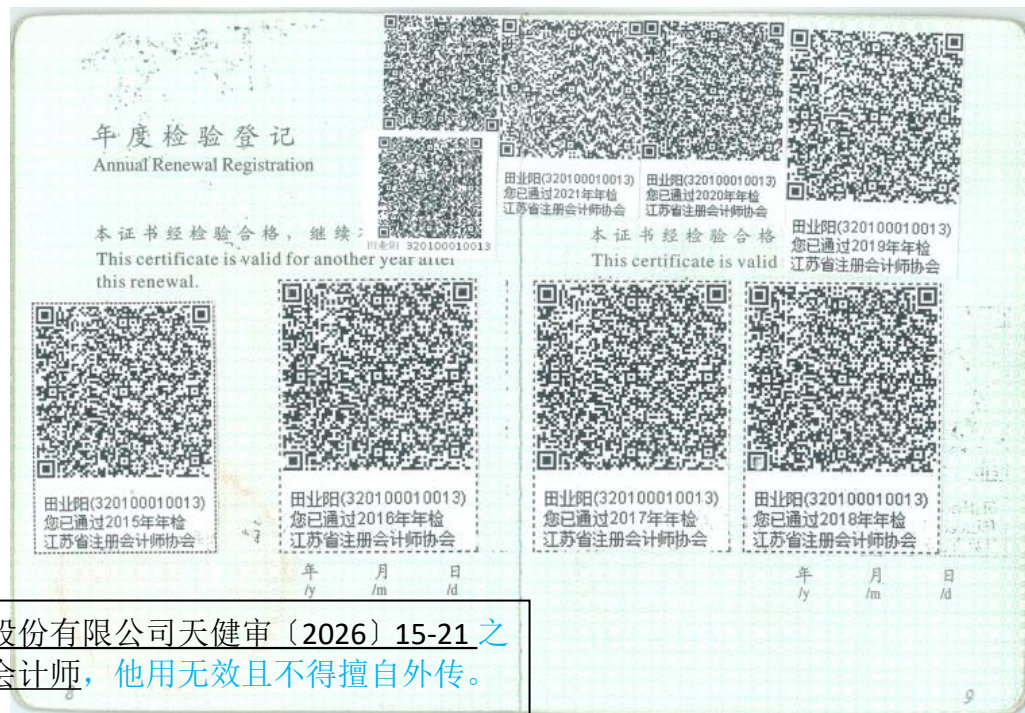 年度检验登记
Annual Renewal Registration
本证书经检验合格，继续
This certificate is valid for another year after
this renewal.
田业阳 320100010013
田业阳(320100010013)
您已通过2021年年检
江苏省注册会计师协会
田业阳(320100010013)
您已通过2020年年检
江苏省注册会计师协会
田业阳(320100010013)
您已通过2019年年检
江苏省注册会计师协会
本证书经检验合格
This certificate is valid
田业阳(320100010013)
您已通过2015年年检
江苏省注册会计师协会
田业阳(320100010013)
您已通过2016年年检
江苏省注册会计师协会
田业阳(320100010013)
您已通过2017年年检
江苏省注册会计师协会
田业阳(320100010013)
您已通过2018年年检
江苏省注册会计师协会
年 月 日
/y /m /d
年 月 日
/y /m /d
股份有限公司天健审〔2026〕15-21 之
会计师，他用无效且不得擅自外传。
8
9